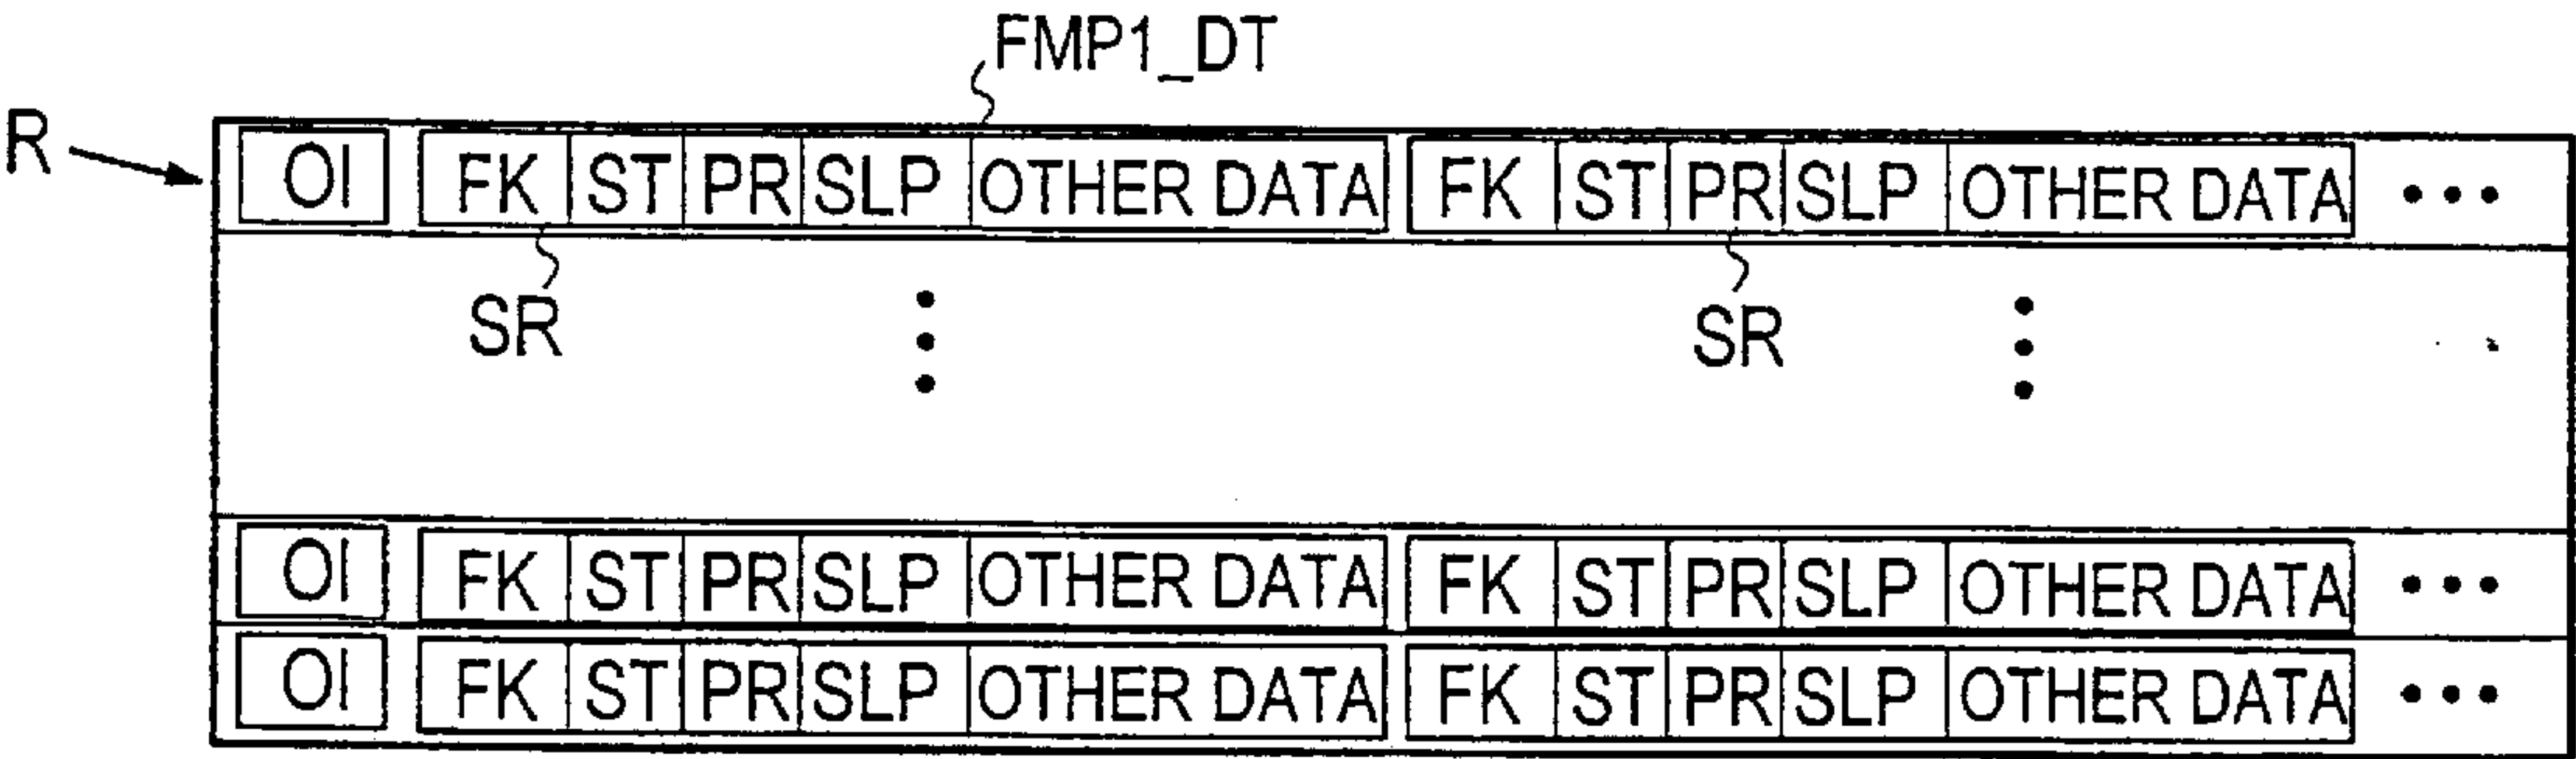 FMP1_DT
R
OI FK ST PR SLP OTHER DATA FK ST PR SLP OTHER DATA •••
SR SR
OI FK ST PR SLP OTHER DATA FK ST PR SLP OTHER DATA •••
OI FK ST PR SLP OTHER DATA FK ST PR SLP OTHER DATA •••